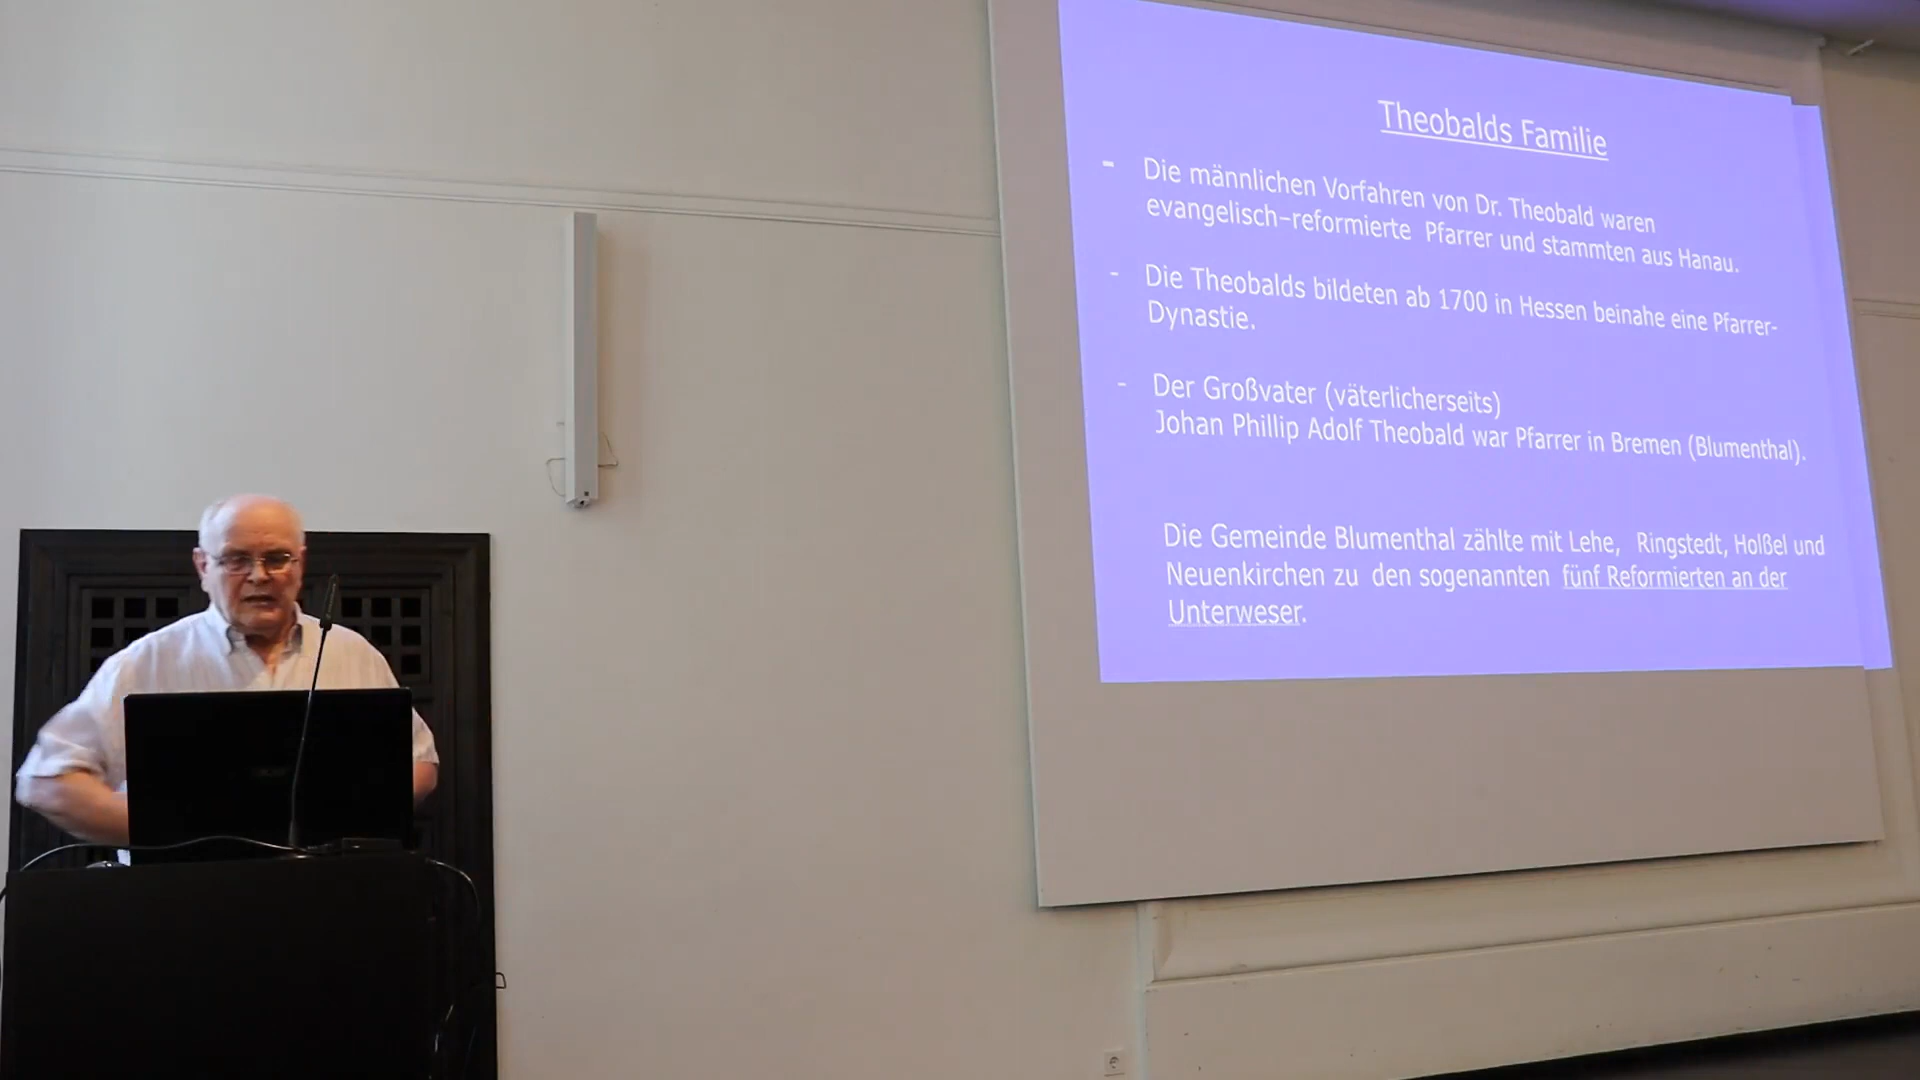 Theobalds Familie
- Die männlichen Vorfahren von Dr. Theobald waren
evangelisch-reformierte Pfarrer und stammten aus Hanau.
- Die Theobalds bildeten ab 1700 in Hessen beinahe eine Pfarrer-
Dynastie.
- Der Großvater (väterlicherseits)
Johan Phillip Adolf Theobald war Pfarrer in Bremen (Blumenthal).
Die Gemeinde Blumenthal zählte mit Lehe, Ringstedt, Holßel und
Neuenkirchen zu den sogenannten fünf Reformierten an der
Unterweser.